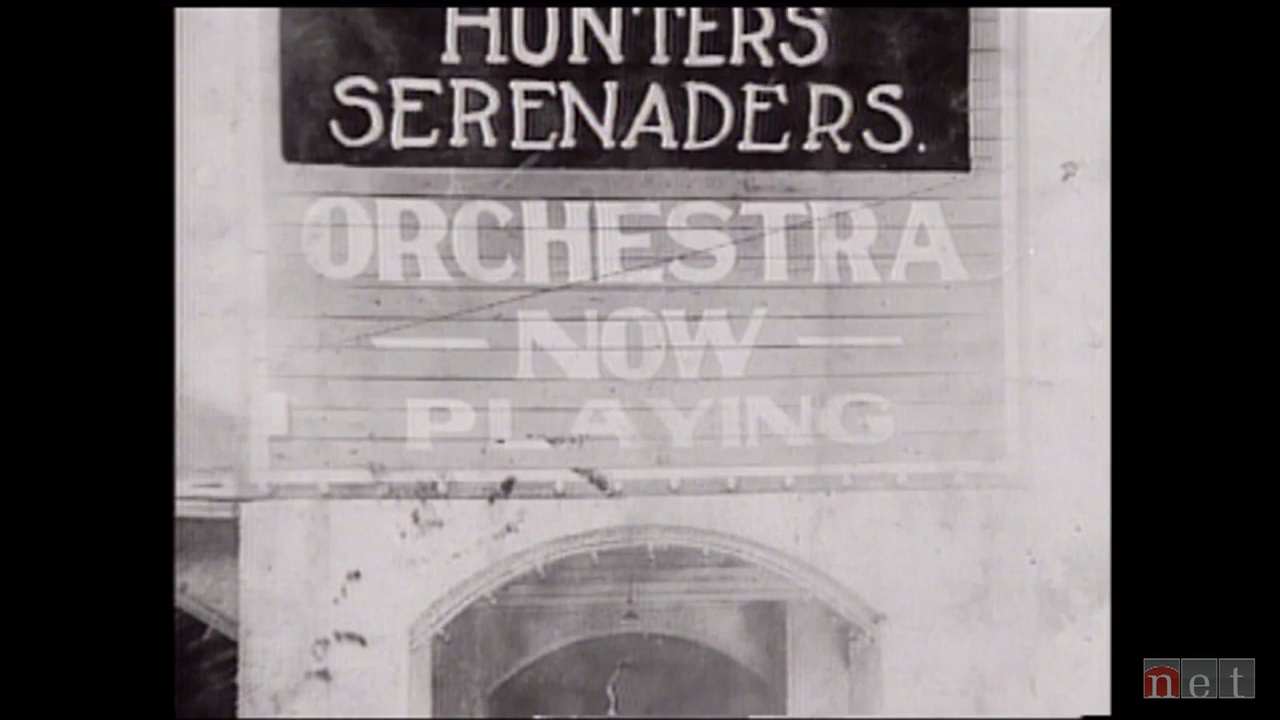 HUNTERS
SERENADERS.
ORCHESTRA
— NOW —
PLAYING
net